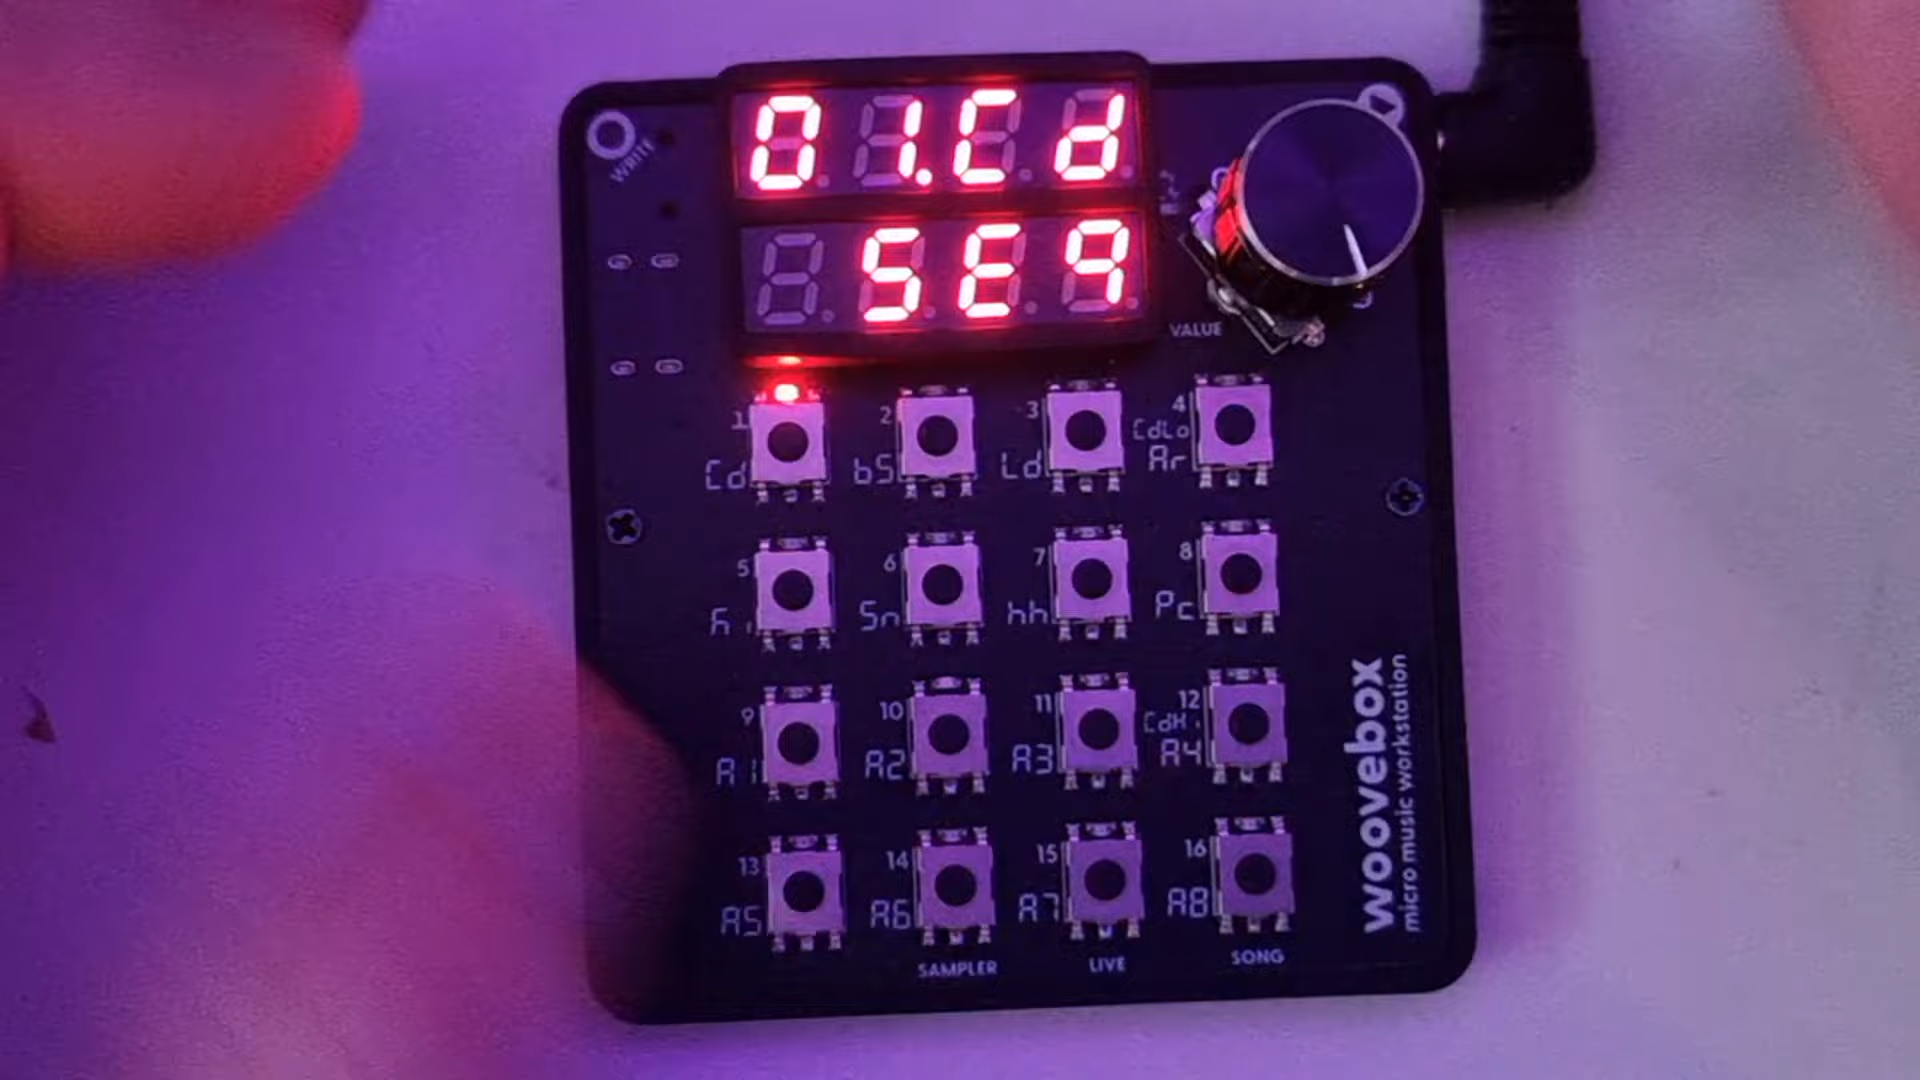 WRITE
01.Cd
SEq
VALUE
1 2 3 4
CdLo
Cd bS Ld Ar
5 6 7 8
Sn hh Pc
9 10 11 12
A1 A2 A3 A4
13 14 15 16
A5 A6 A7 A8
SAMPLER LIVE SONG
woovebox
micro music workstation